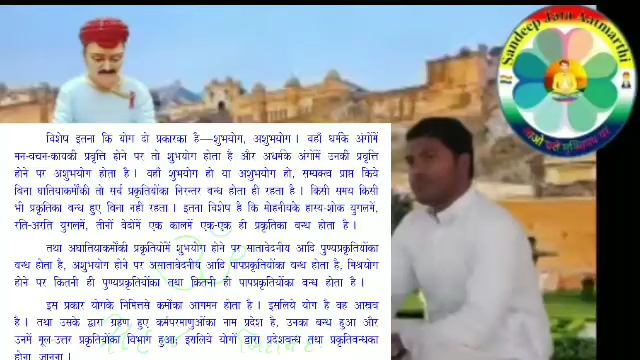 Sandeep Jain Aatmarthi
विशेष इतना कि योग दो प्रकारका है—शुभयोग, अशुभयोग। वहाँ धर्मके अंगोंमें
मन-वचन-कायकी प्रवृत्ति होने पर तो शुभयोग होता है और अधर्मके अंगोंमें उनकी प्रवृत्ति
होने पर अशुभयोग होता है। वहाँ शुभयोग हो या अशुभयोग हो, सम्यक्त्व प्राप्त किये
बिना घातियाकर्मोंकी तो सर्व प्रकृतियोंका निरन्तर बन्ध होता ही रहता है। किसी समय किसी
भी प्रकृतिका बन्ध हुए बिना नहीं रहता। इतना विशेष है कि मोहनीयके हास्य-शोक युगलमें,
रति-अरति युगलमें, तीनों वेदोंमें एक कालमें एक-एक ही प्रकृतिका बन्ध होता है।
तथा अघातियाकर्मोंकी प्रकृतियोंमें शुभयोग होने पर सातावेदनीय आदि पुण्यप्रकृतियोंका
बन्ध होता है, अशुभयोग होने पर असातावेदनीय आदि पापप्रकृतियोंका बन्ध होता है, मिश्रयोग
होने पर कितनी ही पुण्यप्रकृतियोंका तथा कितनी ही पापप्रकृतियोंका बन्ध होता है।
इस प्रकार योगके निमित्तसे कर्मोंका आगमन होता है। इसलिये योग है वह आस्रव
है। तथा उसके द्वारा ग्रहण हुए कर्मपरमाणुओंका नाम प्रदेश है, उनका बन्ध हुआ और
उनमें मूल-उत्तर प्रकृतियोंका विभाग हुआ; इसलिये योगों द्वारा प्रदेशबन्ध तथा प्रकृतिबन्धका
होना जानना।